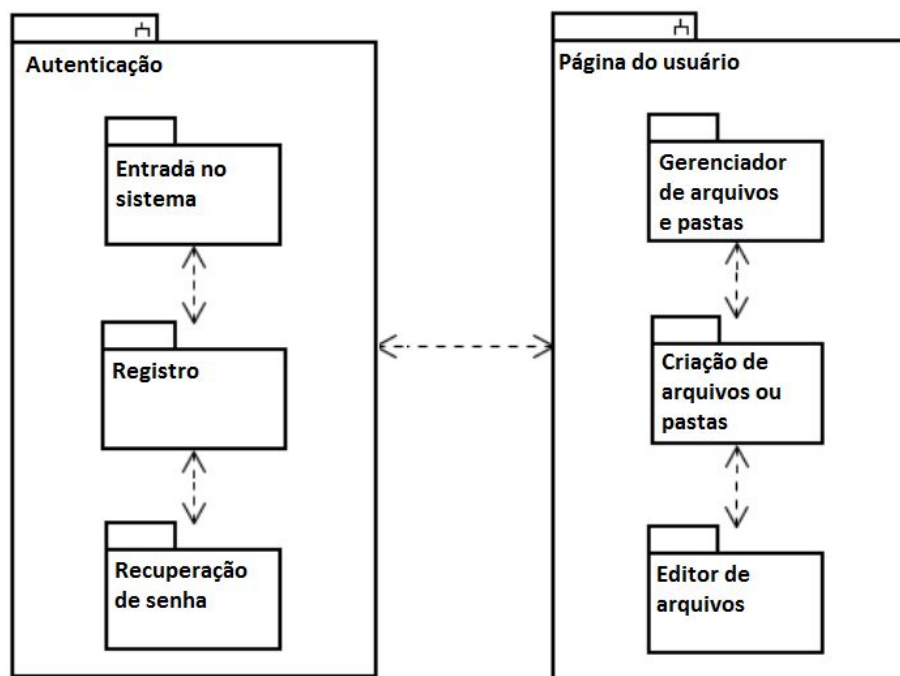 Autenticação
Entrada no
sistema
Registro
Recuperação
de senha
Página do usuário
Gerenciador
de arquivos
e pastas
Criação de
arquivos ou
pastas
Editor de
arquivos